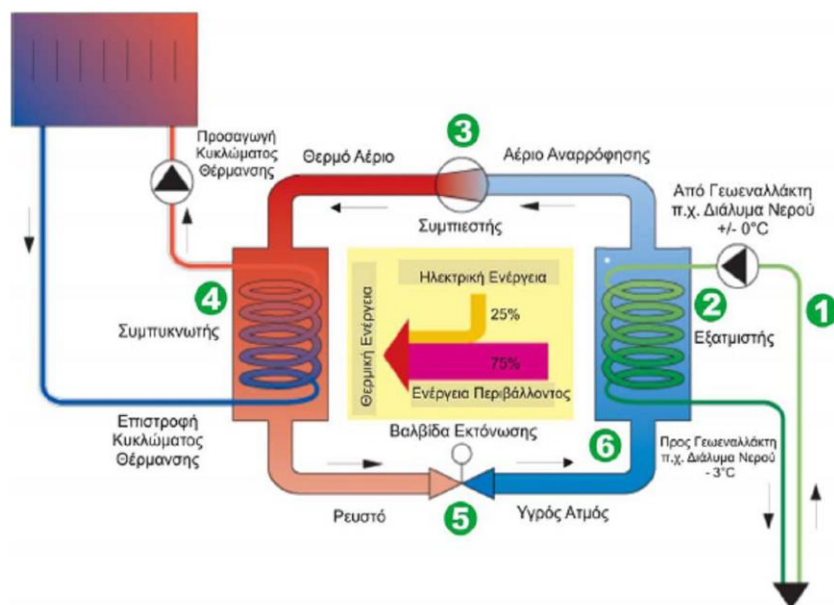 3
Θερμό Αέριο
Αέριο Αναρρόφησης
Προσαγωγή
Κυκλώματος
Θέρμανσης
Συμπιεστής
Από Γεωεναλλάκτη
π.χ. Διάλυμα Νερού
+/- 0°C
4
Συμπυκνωτής
Ηλεκτρική Ενέργεια
25%
Θερμική Ενέργεια
75%
Ενέργεια Περιβάλλοντος
2
1
Εξατμιστής
Επιστροφή
Κυκλώματος
Θέρμανσης
Βαλβίδα Εκτόνωσης
6
Προς Γεωεναλλάκτη
π.χ. Διάλυμα Νερού
- 3°C
Ρευστό
5
Υγρός Ατμός